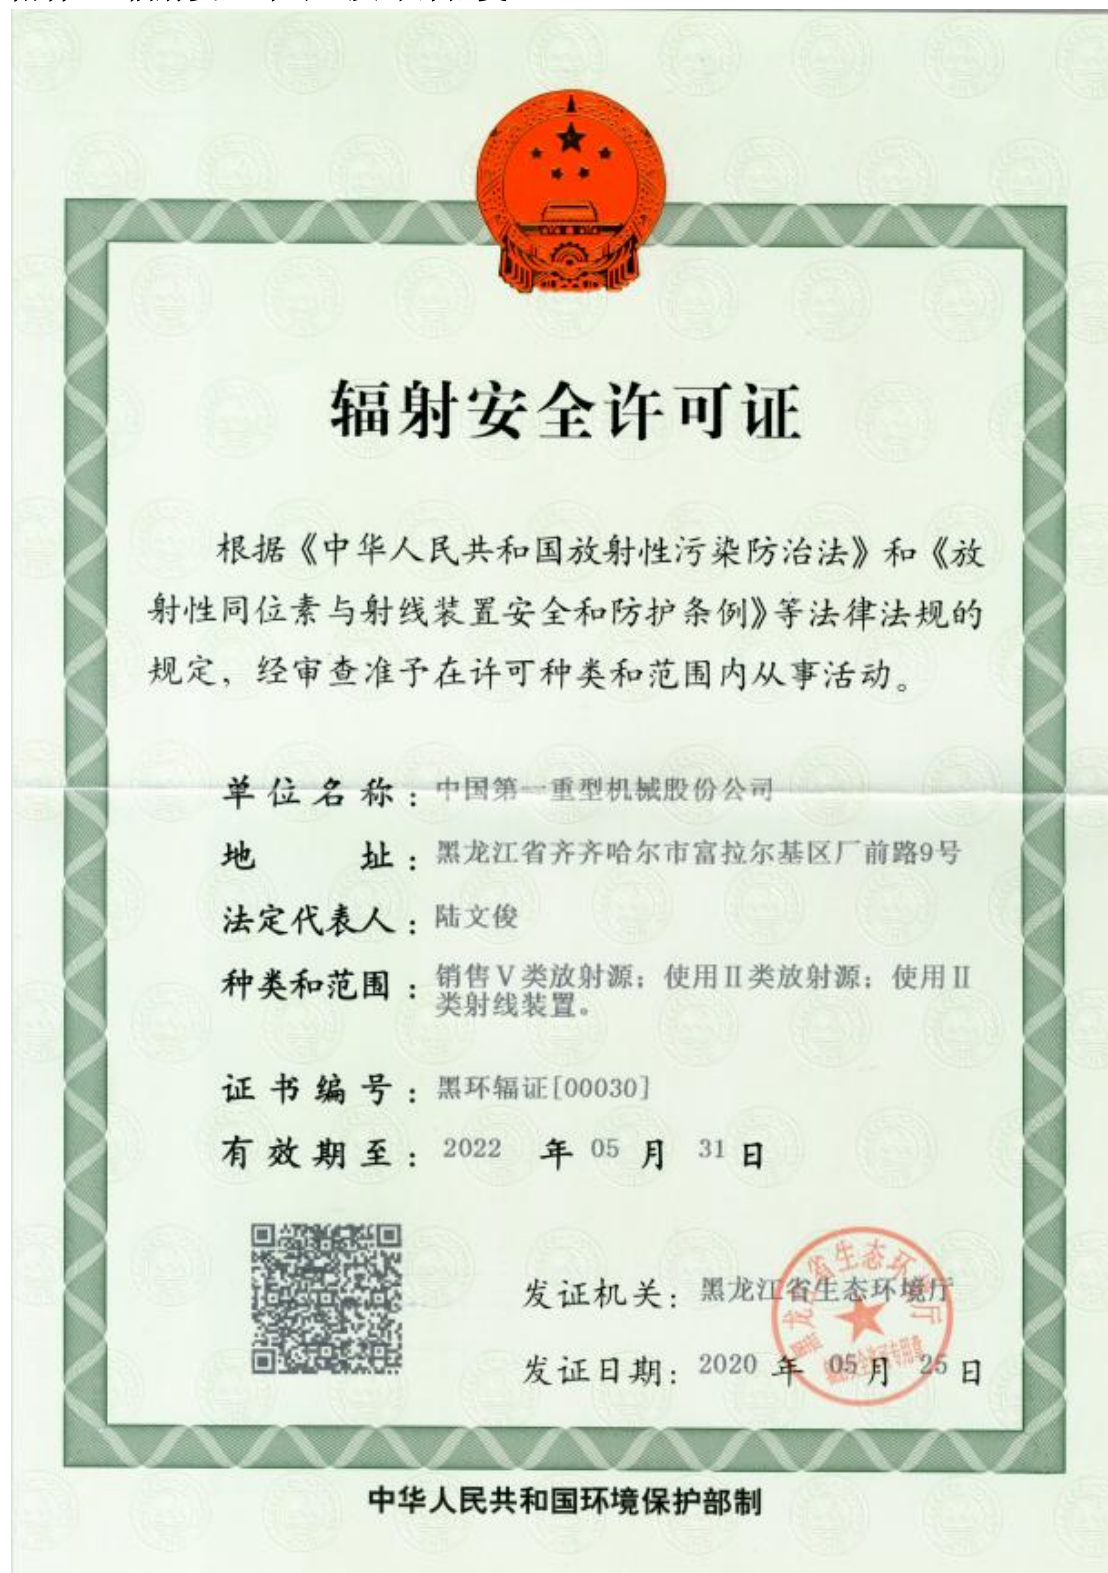 辐射安全许可证
根据《中华人民共和国放射性污染防治法》和《放
射性同位素与射线装置安全和防护条例》等法律法规的
规定，经审查准予在许可种类和范围内从事活动。
单位名称：中国第一重型机械股份公司
地址：黑龙江省齐齐哈尔市富拉尔基区厂前路9号
法定代表人：陆文俊
种类和范围：销售Ⅴ类放射源；使用Ⅱ类放射源；使用Ⅱ
类射线装置。
证书编号：黑环辐证[00030]
有效期至：2022 年 05 月 31 日
发证机关：黑龙江省生态环境厅
黑龙江省生态环境厅
发证日期：2020 年 05 月 25 日
中华人民共和国环境保护部制